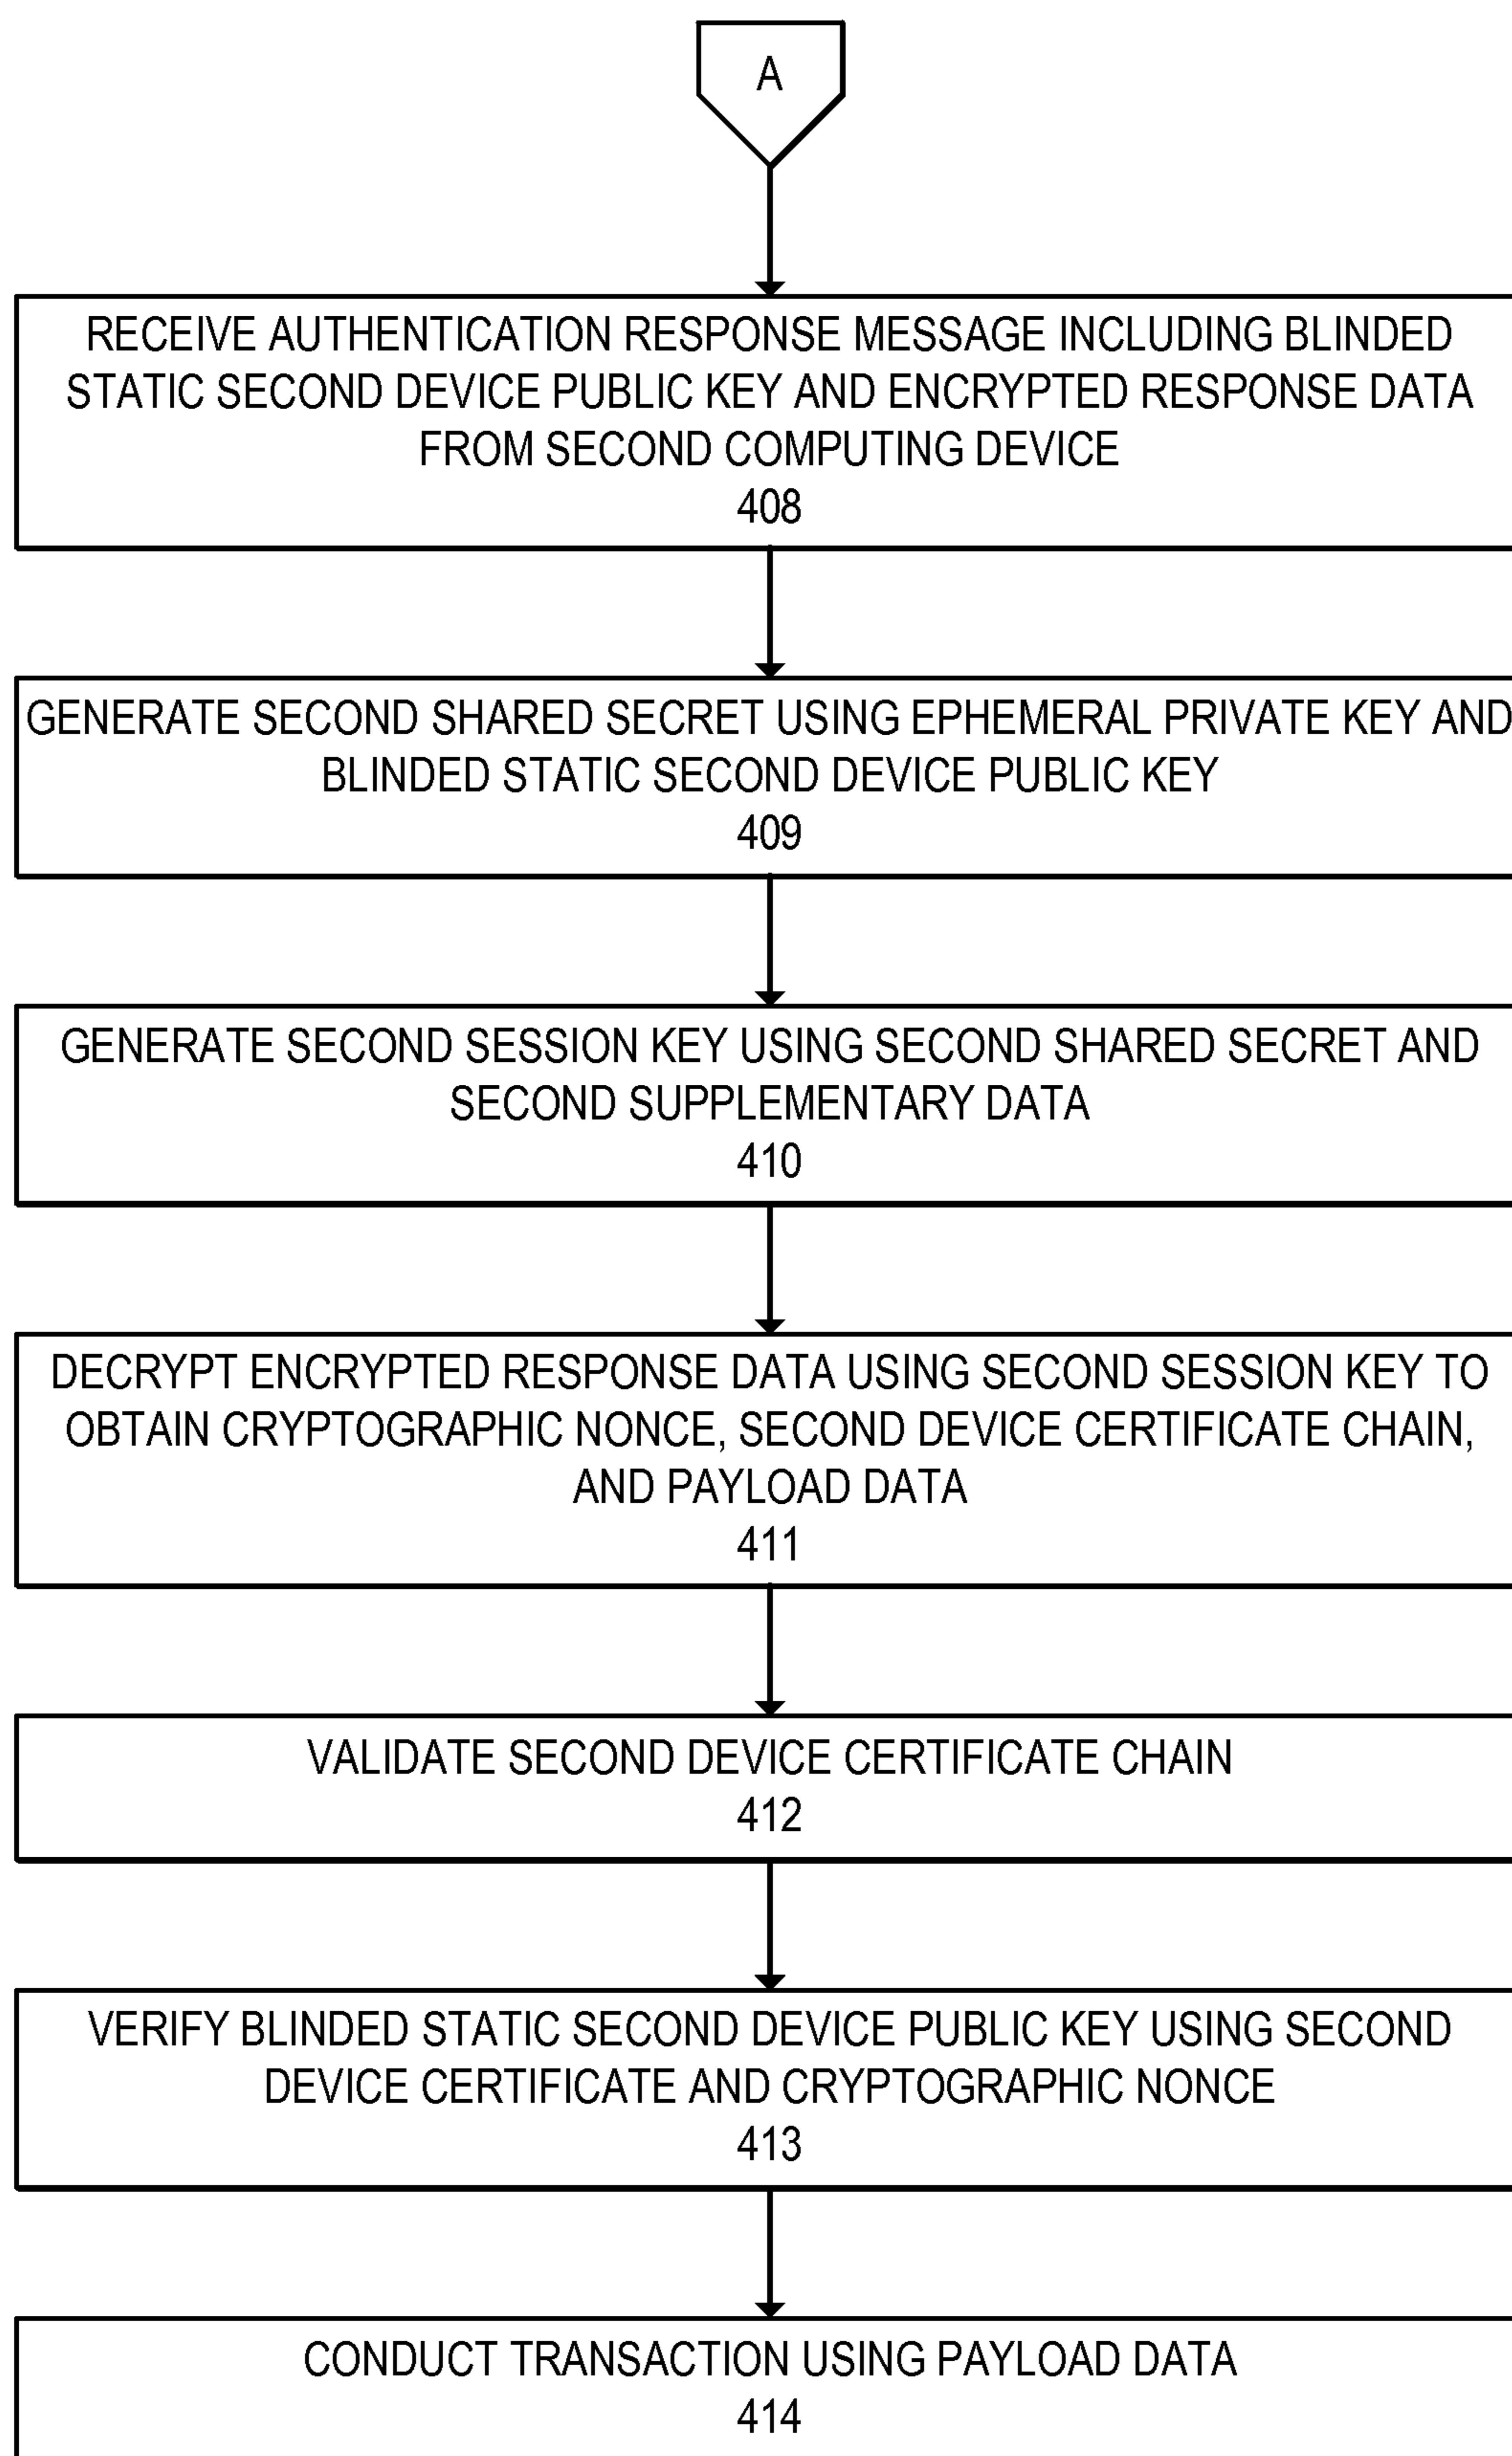 A
RECEIVE AUTHENTICATION RESPONSE MESSAGE INCLUDING BLINDED
STATIC SECOND DEVICE PUBLIC KEY AND ENCRYPTED RESPONSE DATA
FROM SECOND COMPUTING DEVICE
408
GENERATE SECOND SHARED SECRET USING EPHEMERAL PRIVATE KEY AND
BLINDED STATIC SECOND DEVICE PUBLIC KEY
409
GENERATE SECOND SESSION KEY USING SECOND SHARED SECRET AND
SECOND SUPPLEMENTARY DATA
410
DECRYPT ENCRYPTED RESPONSE DATA USING SECOND SESSION KEY TO
OBTAIN CRYPTOGRAPHIC NONCE, SECOND DEVICE CERTIFICATE CHAIN,
AND PAYLOAD DATA
411
VALIDATE SECOND DEVICE CERTIFICATE CHAIN
412
VERIFY BLINDED STATIC SECOND DEVICE PUBLIC KEY USING SECOND
DEVICE CERTIFICATE AND CRYPTOGRAPHIC NONCE
413
CONDUCT TRANSACTION USING PAYLOAD DATA
414